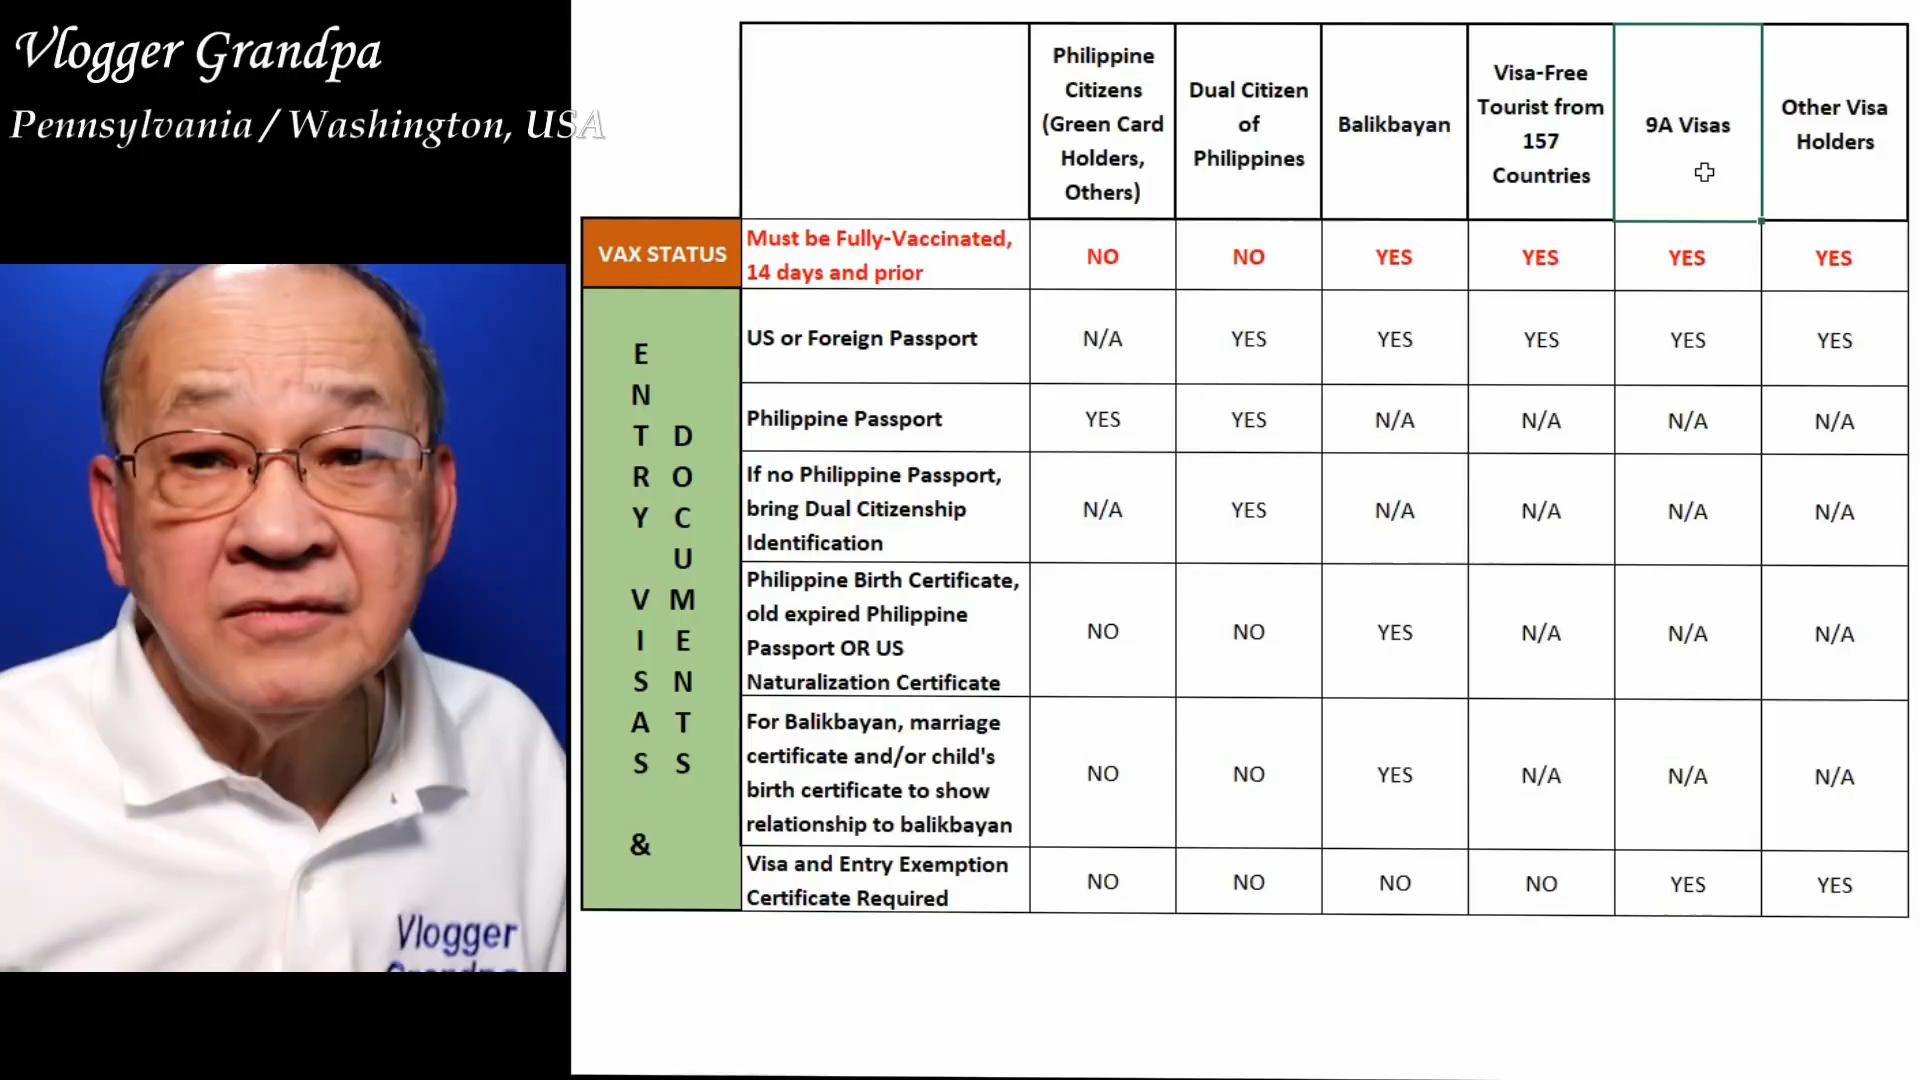 Vlogger Grandpa
Pennsylvania / Washington, USA
Philippine
Citizens
(Green Card
Holders,
Others)
Dual Citizen
of
Philippines
Balikbayan
Visa-Free
Tourist from
157
Countries
9A Visas
Other Visa
Holders
VAX STATUS
Must be Fully-Vaccinated,
14 days and prior
NO
NO
YES
YES
YES
YES
ENTRY VISAS &
DOCUMENTS
US or Foreign Passport
N/A
YES
YES
YES
YES
YES
Philippine Passport
YES
YES
N/A
N/A
N/A
N/A
If no Philippine Passport,
bring Dual Citizenship
Identification
N/A
YES
N/A
N/A
N/A
N/A
Philippine Birth Certificate,
old expired Philippine
Passport OR US
Naturalization Certificate
NO
NO
YES
N/A
N/A
N/A
For Balikbayan, marriage
certificate and/or child's
birth certificate to show
relationship to balikbayan
NO
NO
YES
N/A
N/A
N/A
Visa and Entry Exemption
Certificate Required
NO
NO
NO
NO
YES
YES
Vlogger
Grandpa